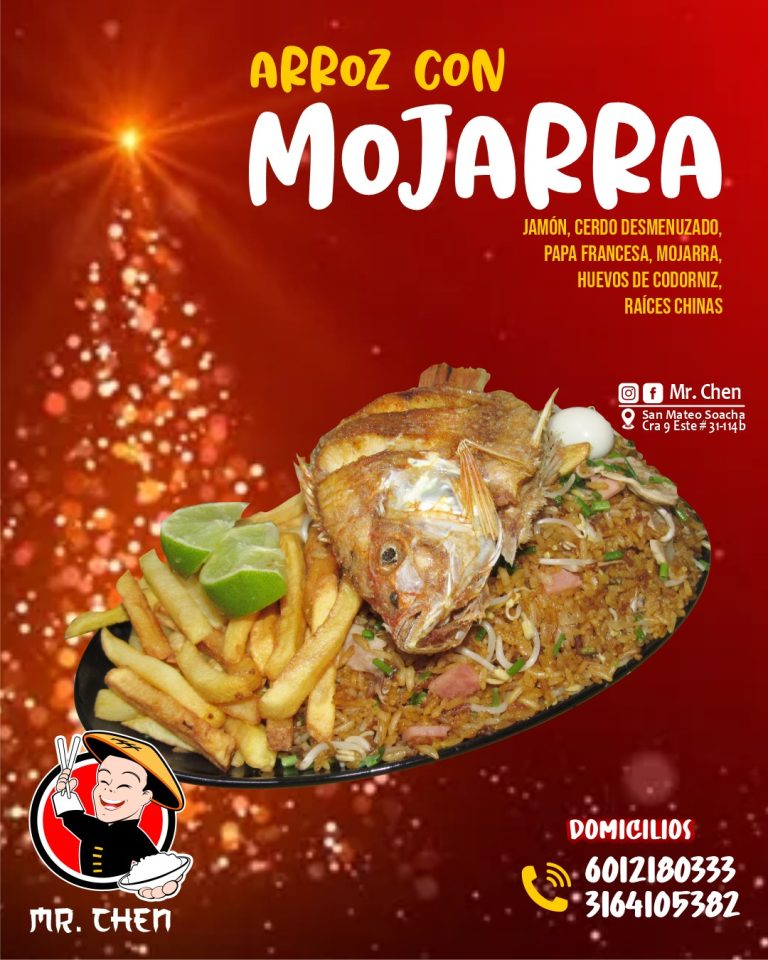 ARROZ CON
MOJARRA
JAMÓN, CERDO DESMENUZADO,
PAPA FRANCESA, MOJARRA,
HUEVOS DE CODORNIZ,
RAÍCES CHINAS
Mr. Chen
San Mateo Soacha
Cra 9 Este # 31-114b
DOMICILIOS
6012180333
3164105382
MR. CHEN